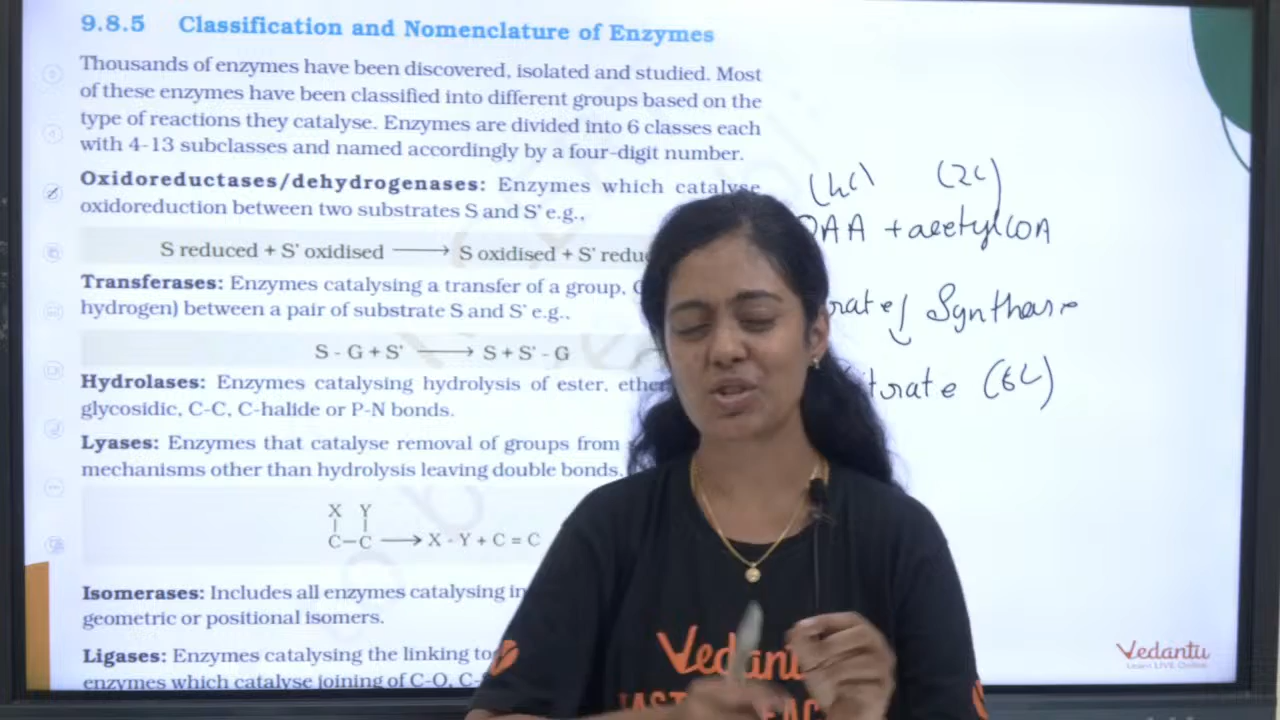 9.8.5 Classification and Nomenclature of Enzymes
Thousands of enzymes have been discovered, isolated and studied. Most
of these enzymes have been classified into different groups based on the
type of reactions they catalyse. Enzymes are divided into 6 classes each
with 4-13 subclasses and named accordingly by a four-digit number.
Oxidoreductases/dehydrogenases: Enzymes which catalyse
oxidoreduction between two substrates S and S' e.g.,
S reduced + S' oxidised ⟶ S oxidised + S'
Transferases: Enzymes catalysing a transfer of a group,
hydrogen) between a pair of substrate S and S' e.g.,
S - G + S' ⟶ S + S' - G
Hydrolases: Enzymes catalysing hydrolysis of ester,
glycosidic, C-C, C-halide or P-N bonds.
Lyases: Enzymes that catalyse removal of groups from
mechanisms other than hydrolysis leaving double bonds.
X Y
C–C ⟶ X - Y + C = C
Isomerases: Includes all enzymes catalysing
geometric or positional isomers.
Ligases: Enzymes catalysing the linking
enzymes which catalyse joining of C-O,
(4C) (2C)
OAA + acetyl COA
Synthase
(6C)
Vedantu
Learn LIVE Online
Vedantu